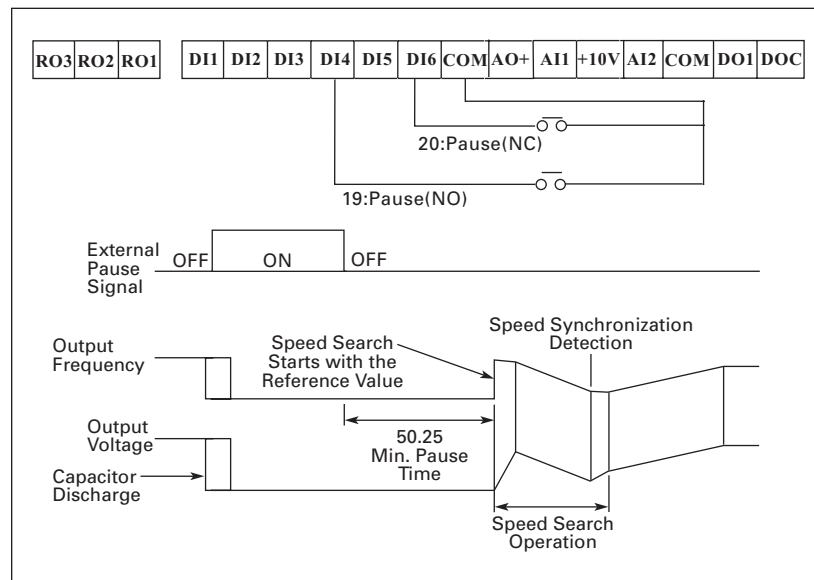 RO3 RO2 RO1 DI1 DI2 DI3 DI4 DI5 DI6 COM AO+ AI1 +10V AI2 COM DO1 DOC
20:Pause(NC)
19:Pause(NO)
External
Pause
Signal
OFF
ON
OFF
Output
Frequency
Speed Search
Starts with the
Reference Value
Speed Synchronization
Detection
Output
Voltage
50.25
Min. Pause
Time
Capacitor
Discharge
Speed Search
Operation